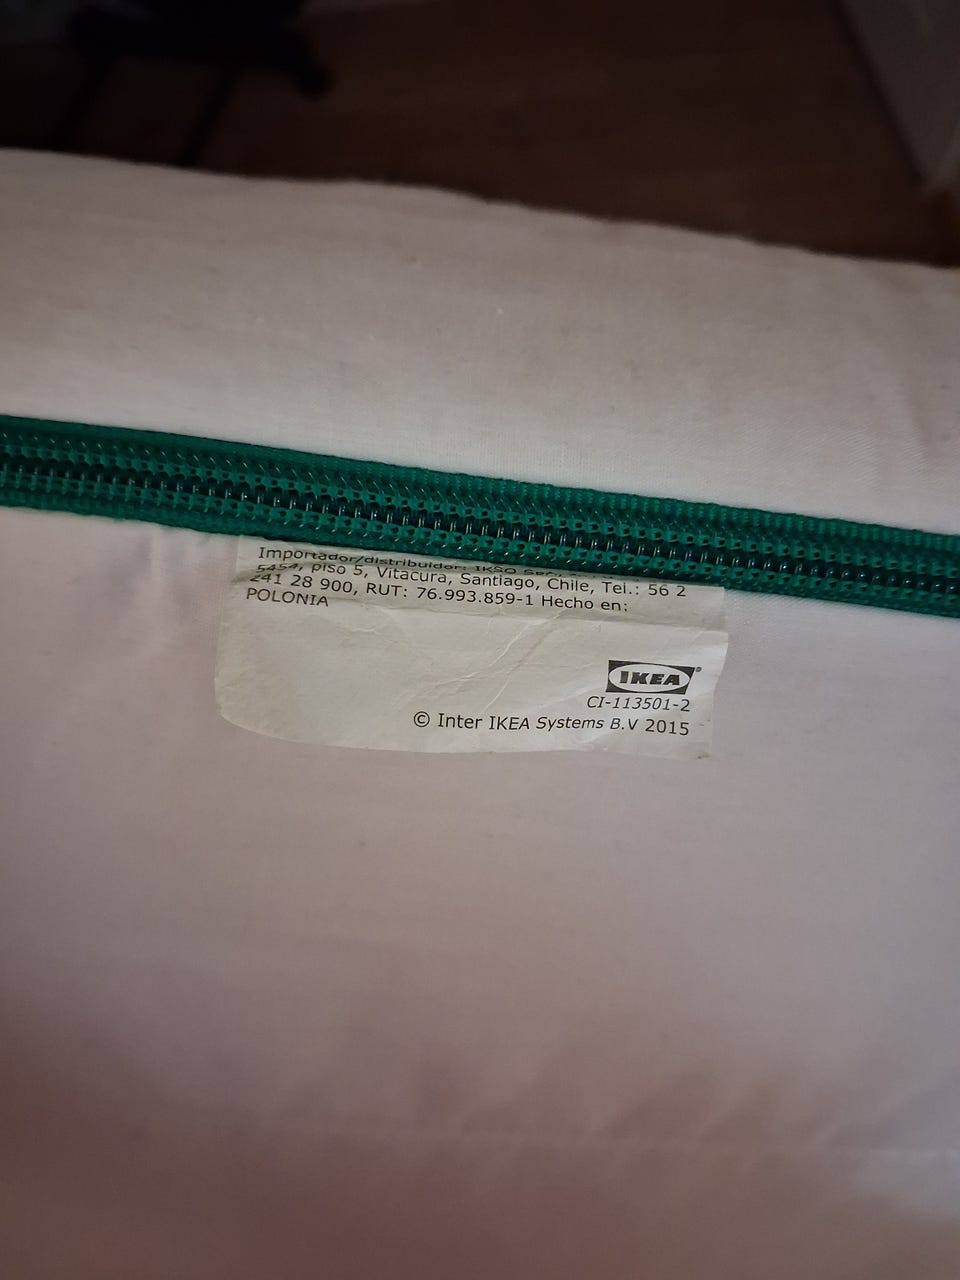 Importador/distribuidor: IKSO
5454, piso 5, Vitacura, Santiago, Chile, Tel.: 56 2
241 28 900, RUT: 76.993.859-1 Hecho en:
POLONIA
IKEA®
CI-113501-2
© Inter IKEA Systems B.V 2015